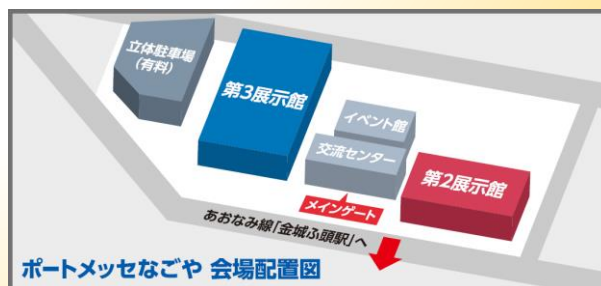 立体駐車場
(有料)
第3展示館
イベント館
交流センター
第2展示館
メインゲート
あおなみ線「金城ふ頭駅」へ
ポートメッセなごや 会場配置図